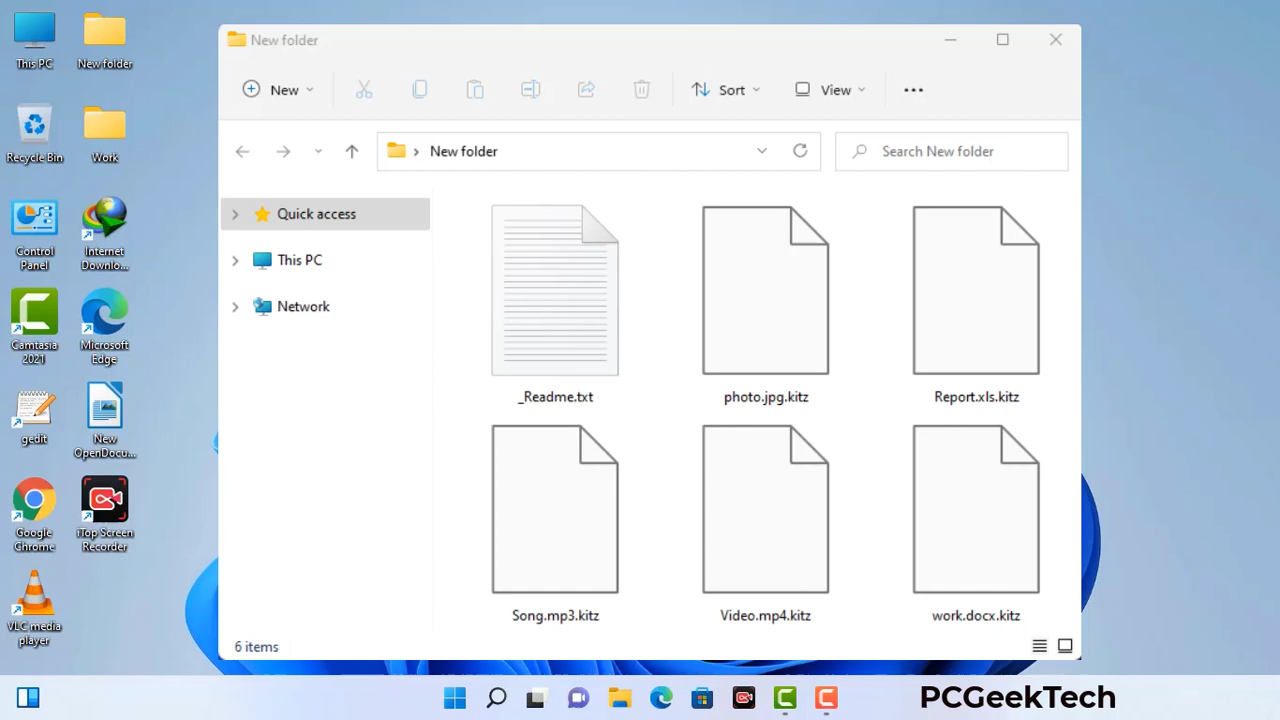 This PC
New folder
Recycle Bin
Work
Control
Panel
Internet
Downlo...
Camtasia
2021
Microsoft
Edge
gedit
New
OpenDocu...
Google
Chrome
iTop Screen
Recorder
VLC media
player
New folder
New
Sort
View
New folder
Search New folder
Quick access
This PC
Network
_Readme.txt
photo.jpg.kitz
Report.xls.kitz
Song.mp3.kitz
Video.mp4.kitz
work.docx.kitz
6 items
PCGeekTech